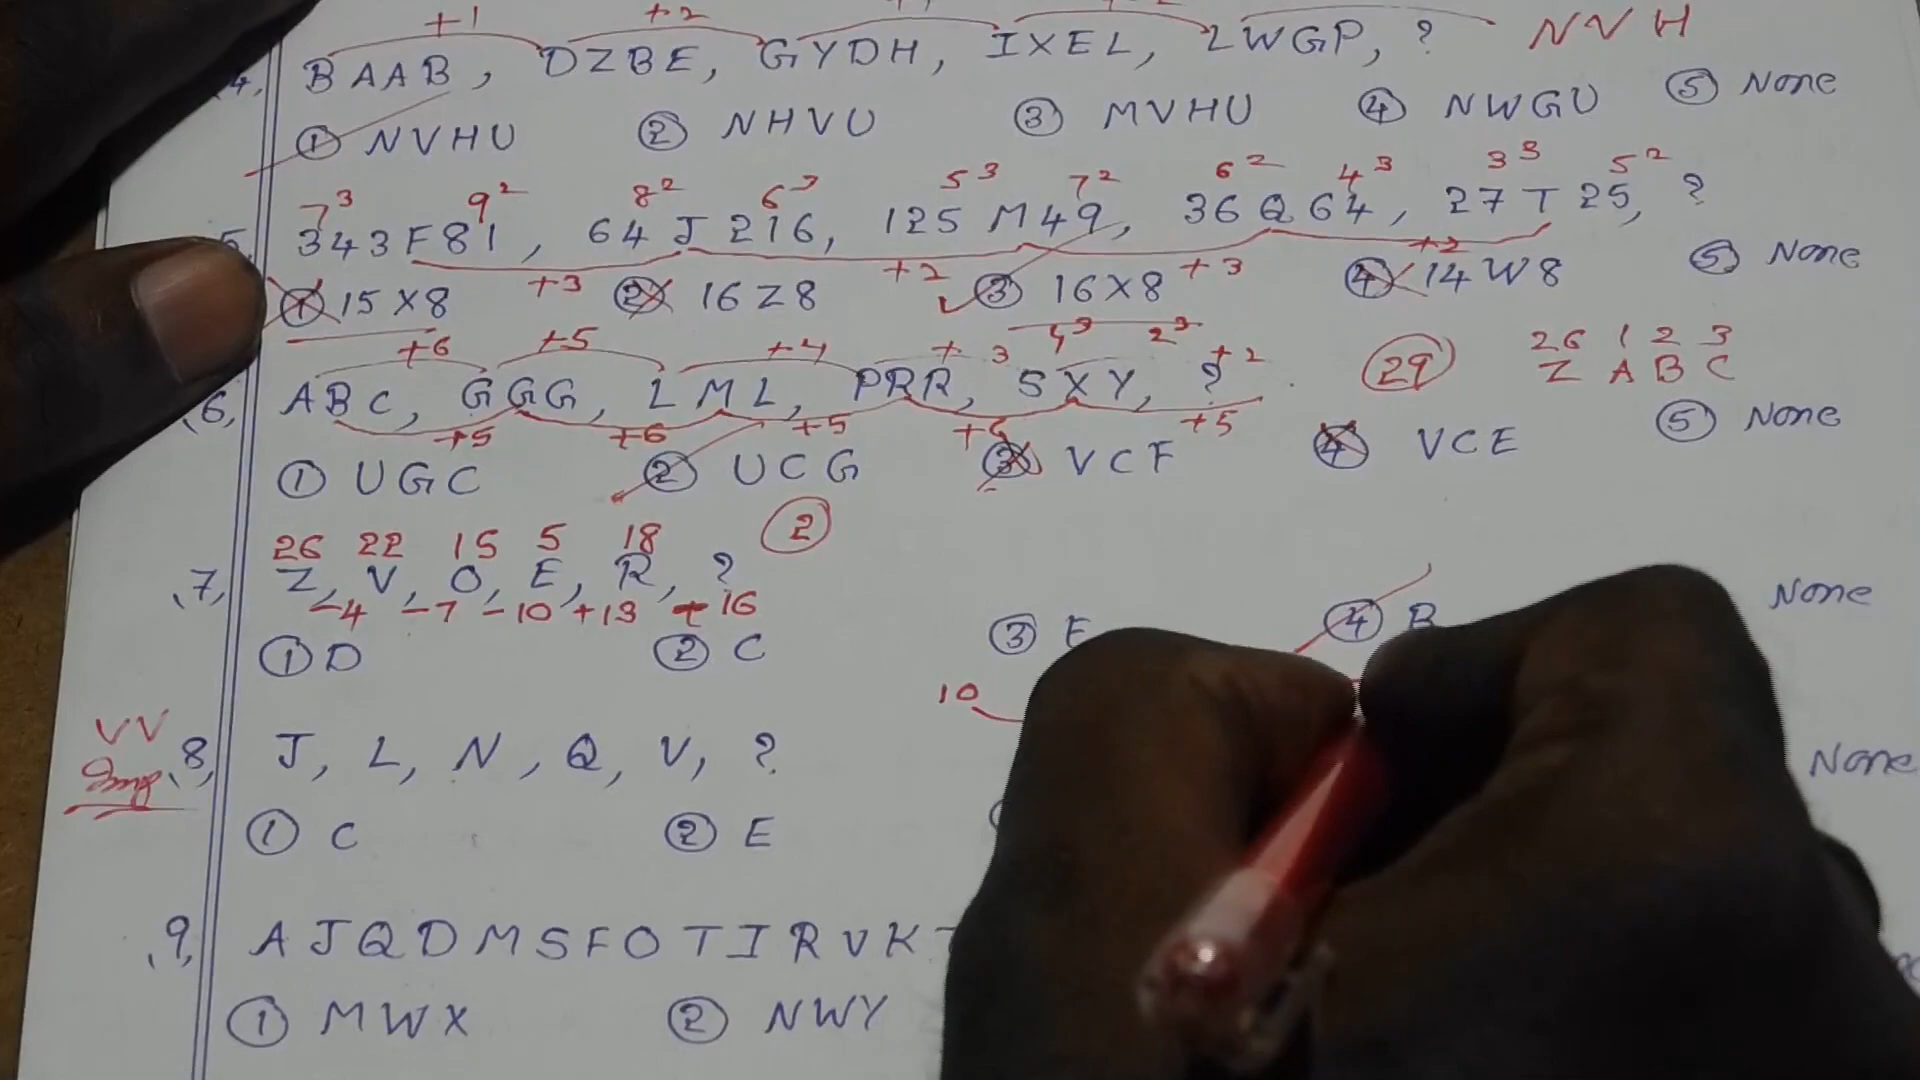 +1 +2
4, BAAB, DZBE, GYDH, IXEL, LWGP, ? NVH
① NVHU ② NHVU ③ MVHU ④ NWGU ⑤ None
7³ 9² 8² 6³ 5³ 7² 6² 4³ 3³ 5²
5, 343F81, 64J216, 125M49, 36Q64, 27T25, ?
+3 +2 +3 +2
① 15X8 ② 16Z8 ③ 16X8 ④ 14W8 ⑤ None
+6 +5 +4 +3 4² 2³ +2 29 26 1 2 3
6, ABC, GGG, LML, PRR, SXY, ? Z A B C
+5 +6 +5 +6 +5
① UGC ② UCG ③ VCF ④ VCE ⑤ None
26 22 15 5 18 ②
7, Z, V, O, E, R, ? None
-4 -7 -10 +13 +16
① D ② C ③ E ④ B
10
VV
8, J, L, N, Q, V, ? None
① C ② E
9, AJQDMSFOTIRVK
① MWX ② NWY